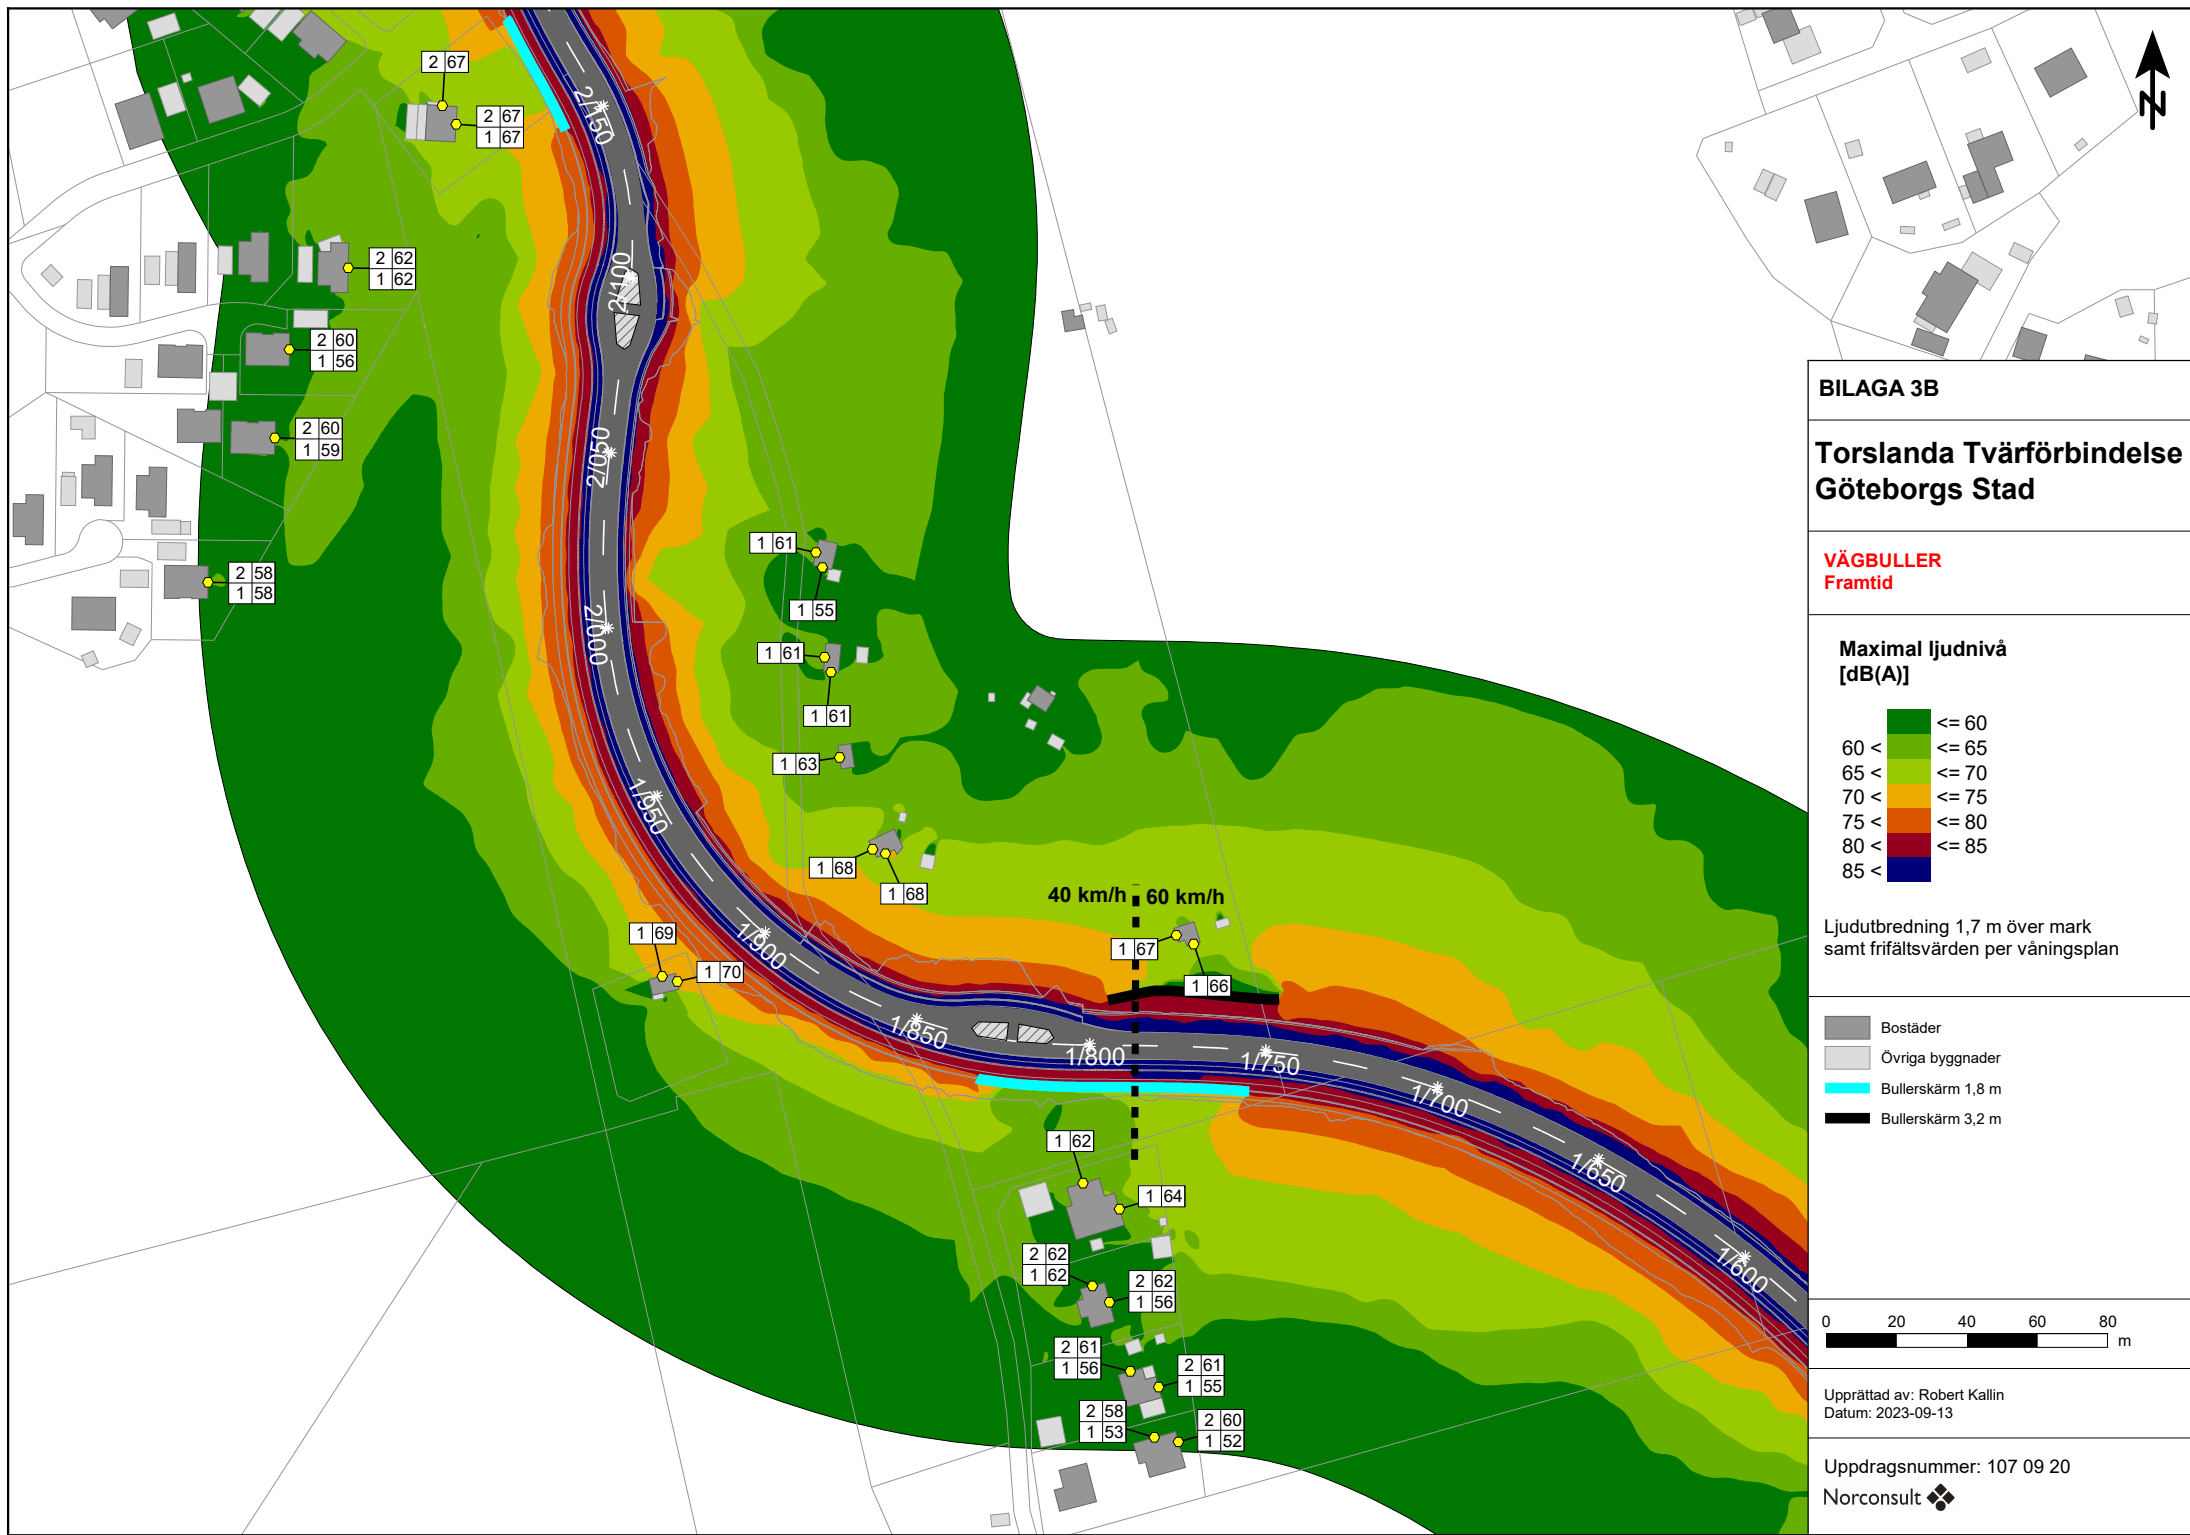 2 67
2 67
1 67
2/150
2 62
1 62
2/100
2 60
1 56
2 60
1 59
2/050
2 58
1 58
1 61
1 55
2/000
1 61
1 61
1 63
1/950
1 68
1 68
40 km/h
60 km/h
1 69
1 70
1/900
1 67
1 66
1/850
1/800
1/750
1/700
1/650
1/600
1 62
1 64
2 62
1 62
2 62
1 56
2 61
1 56
2 61
1 55
2 58
1 53
2 60
1 52
N
BILAGA 3B
Torslanda Tvärförbindelse
Göteborgs Stad
VÄGBULLER
Framtid
Maximal ljudnivå
[dB(A)]
<= 60
60 < <= 65
65 < <= 70
70 < <= 75
75 < <= 80
80 < <= 85
85 <
Ljudutbredning 1,7 m över mark
samt frifältsvärden per våningsplan
Bostäder
Övriga byggnader
Bullerskärm 1,8 m
Bullerskärm 3,2 m
0 20 40 60 80
m
Upprättad av: Robert Kallin
Datum: 2023-09-13
Uppdragsnummer: 107 09 20
Norconsult